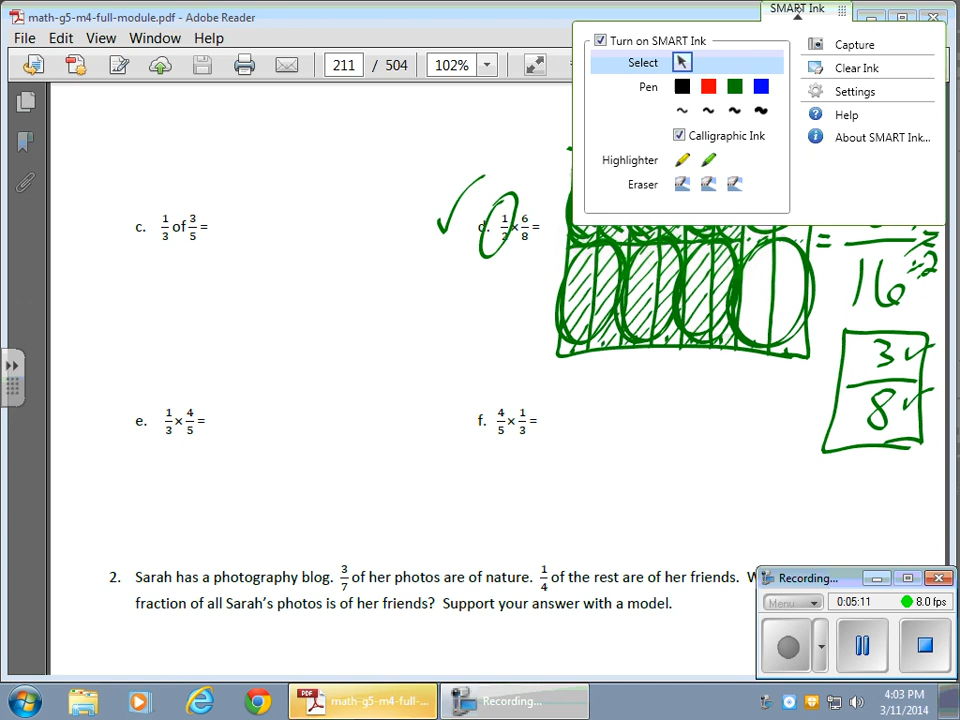 math-g5-m4-full-module.pdf - Adobe Reader
SMART Ink
File Edit View Window Help
211 / 504 102%
Turn on SMART Ink
Select
Pen
Calligraphic Ink
Highlighter
Eraser
Capture
Clear Ink
Settings
Help
About SMART Ink...
c. 1/3 of 3/5 =
d. 1/2 × 6/8 =
= 16 ÷2
3
8
e. 1/3 × 4/5 =
f. 4/5 × 1/3 =
2. Sarah has a photography blog. 3/7 of her photos are of nature. 1/4 of the rest are of her friends.
fraction of all Sarah's photos is of her friends? Support your answer with a model.
Recording...
Menu 0:05:11 8.0 fps
math-g5-m4-full-...
Recording...
4:03 PM
3/11/2014